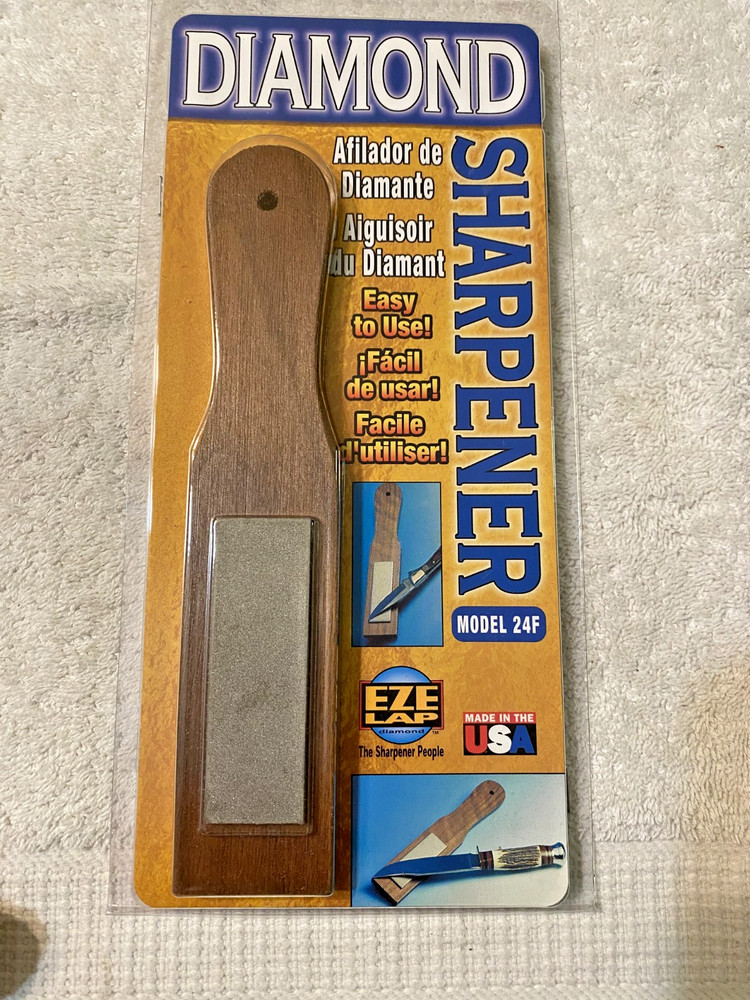 DIAMOND
SHARPENER
Afilador de
Diamante
Aiguisoir
du Diamant
Easy
to Use!
¡Fácil
de usar!
Facile
d'utiliser!
MODEL 24F
EZE
LAP
diamond™
The Sharpener People
MADE IN THE
USA